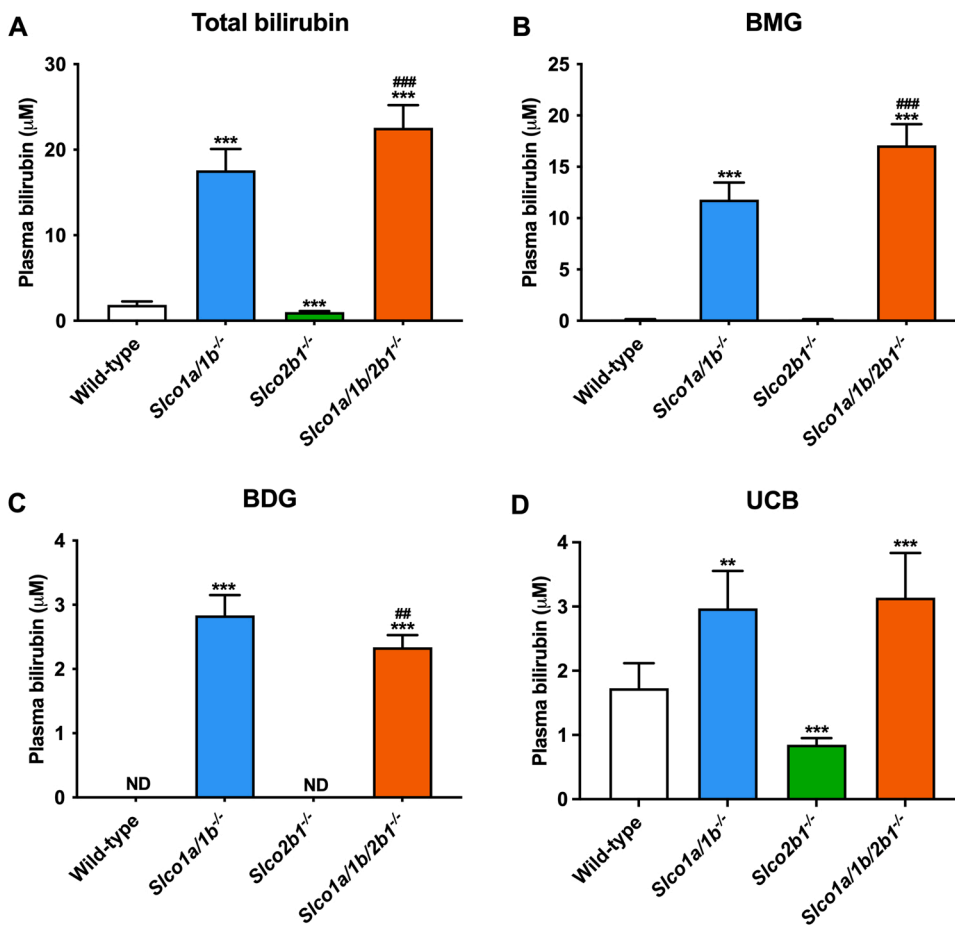 A
Total bilirubin
Plasma bilirubin (μM)
30
20
10
0
***
***
###
***
Wild-type
Slco1a/1b-/-
Slco2b1-/-
Slco1a/1b/2b1-/-
B
BMG
Plasma bilirubin (μM)
25
20
15
10
5
0
***
###
***
Wild-type
Slco1a/1b-/-
Slco2b1-/-
Slco1a/1b/2b1-/-
C
BDG
Plasma bilirubin (μM)
4
3
2
1
0
ND
***
ND
##
***
Wild-type
Slco1a/1b-/-
Slco2b1-/-
Slco1a/1b/2b1-/-
D
UCB
Plasma bilirubin (μM)
4
3
2
1
0
**
***
***
Wild-type
Slco1a/1b-/-
Slco2b1-/-
Slco1a/1b/2b1-/-